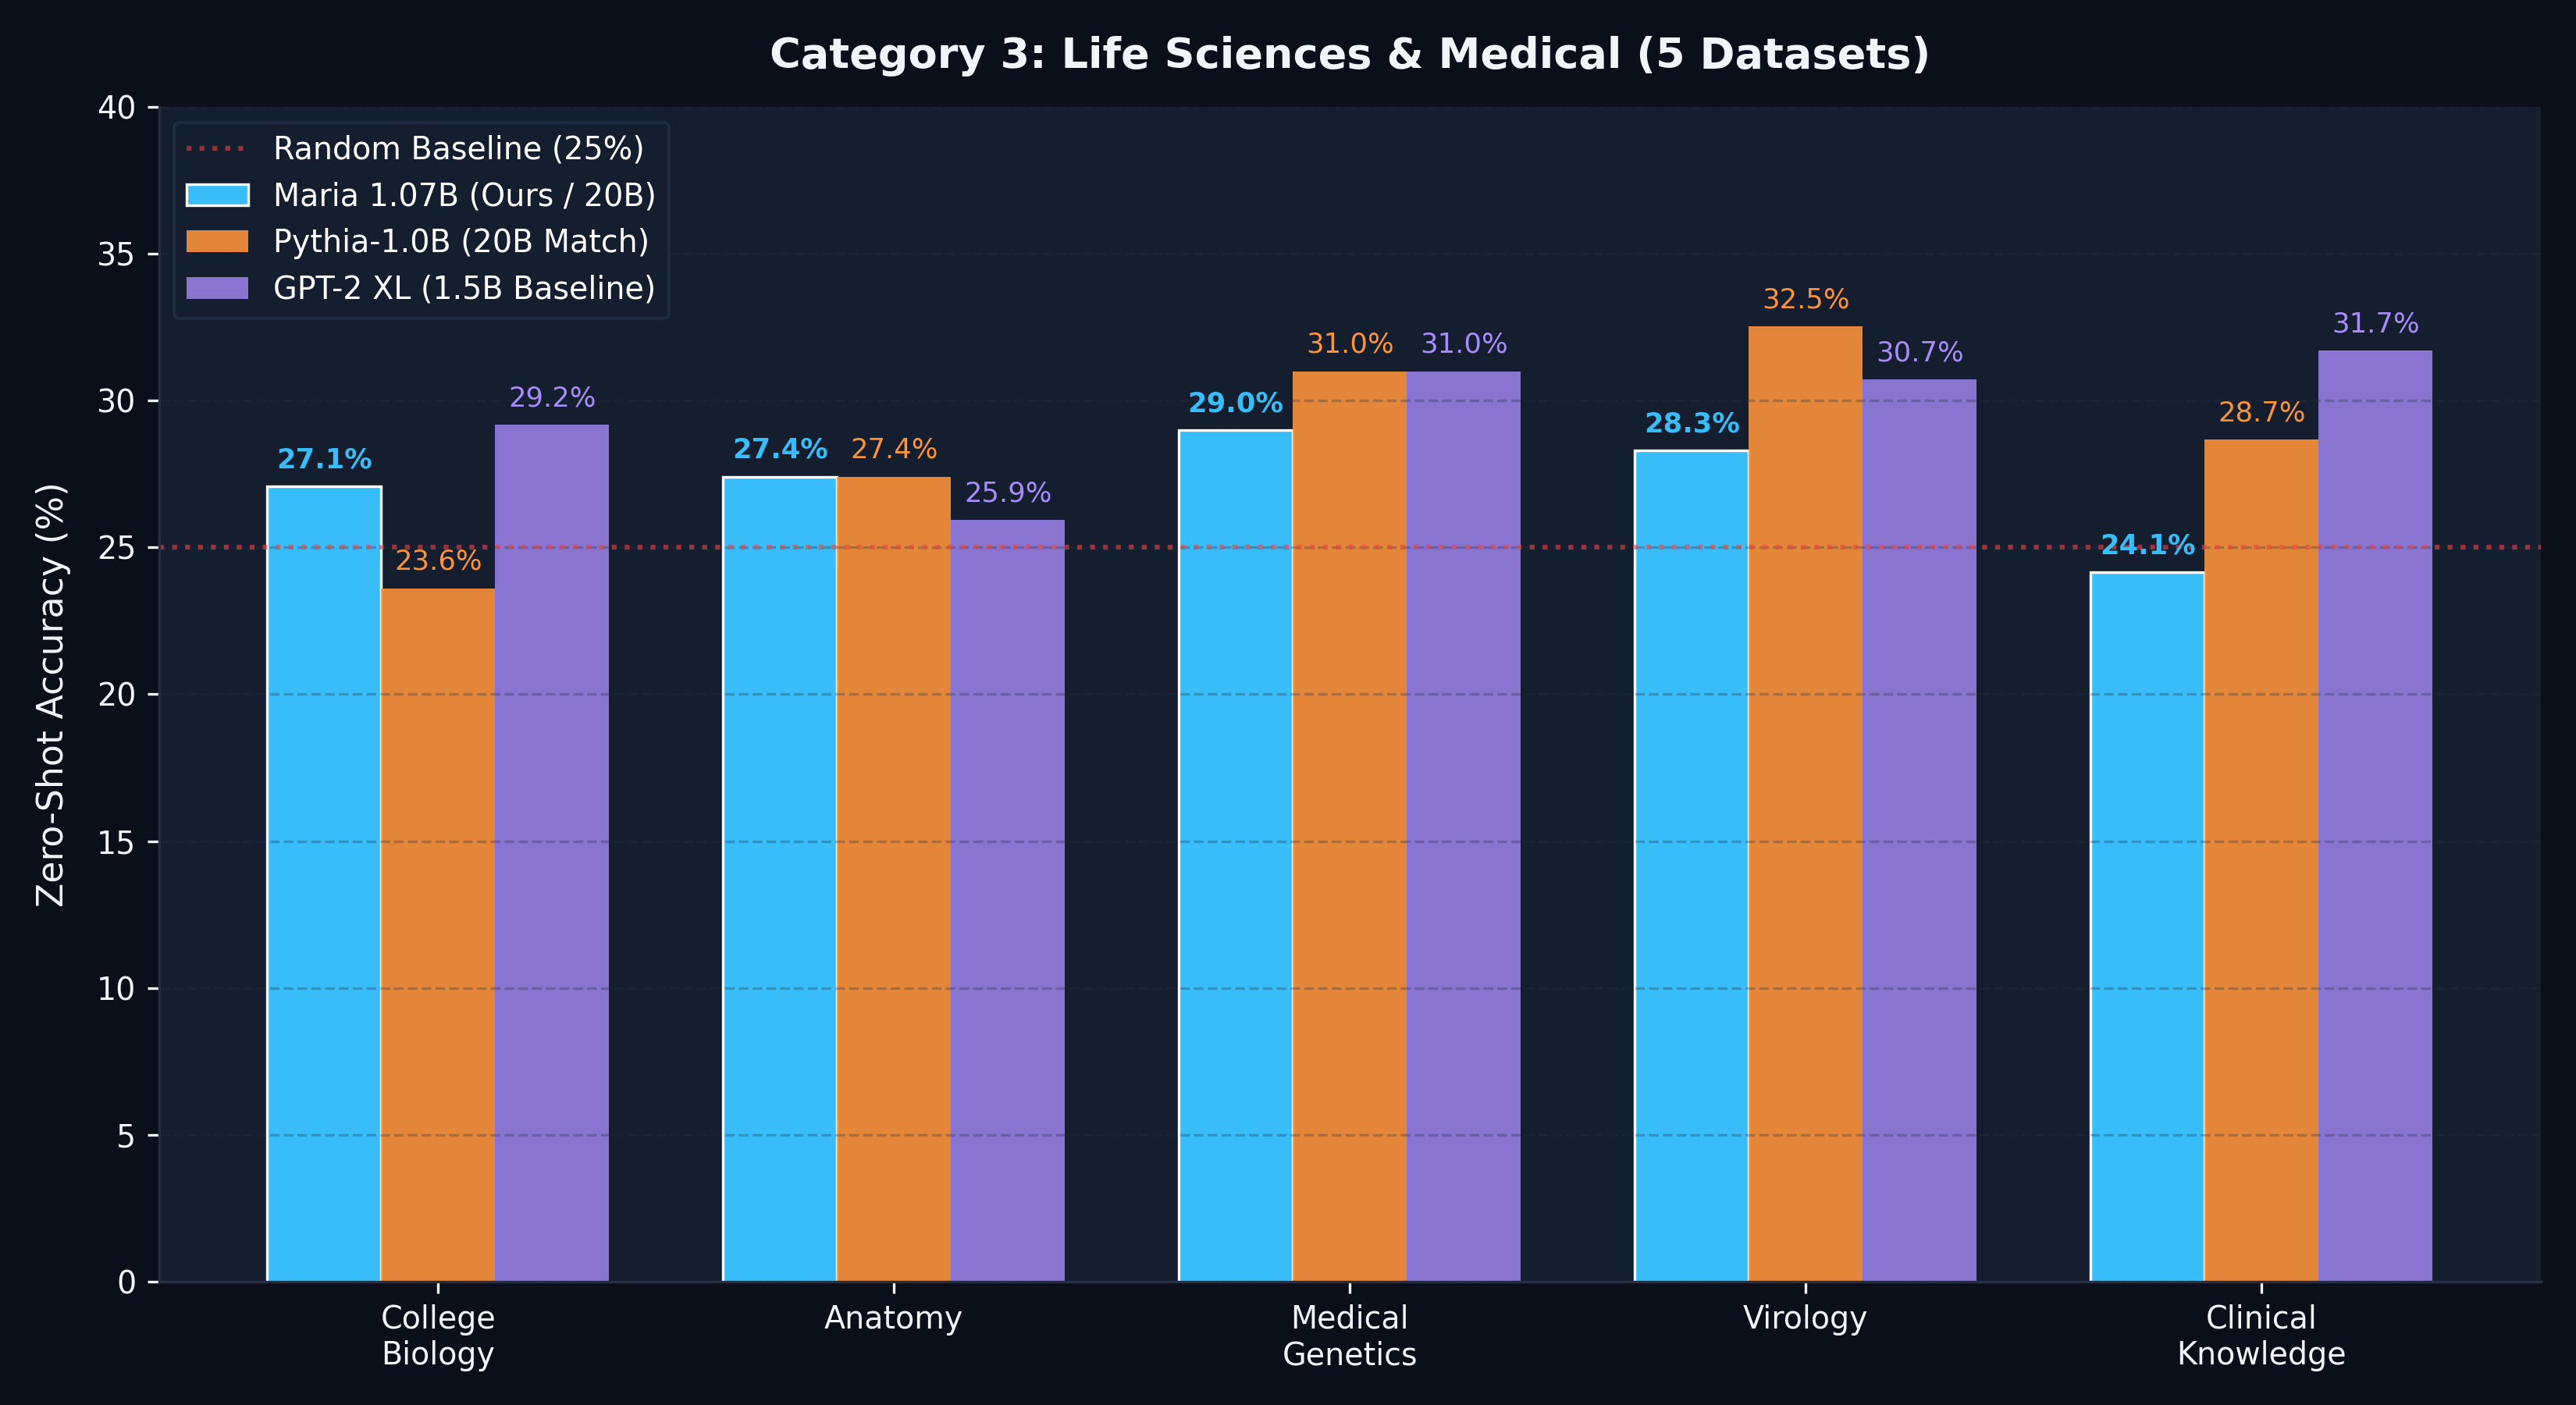 Category 3: Life Sciences & Medical (5 Datasets)
Zero-Shot Accuracy (%)
40
35
30
25
20
15
10
5
0
Random Baseline (25%)
Maria 1.07B (Ours / 20B)
Pythia-1.0B (20B Match)
GPT-2 XL (1.5B Baseline)
27.1%
23.6%
29.2%
27.4%
27.4%
25.9%
29.0%
31.0%
31.0%
28.3%
32.5%
30.7%
24.1%
28.7%
31.7%
College
Biology
Anatomy
Medical
Genetics
Virology
Clinical
Knowledge